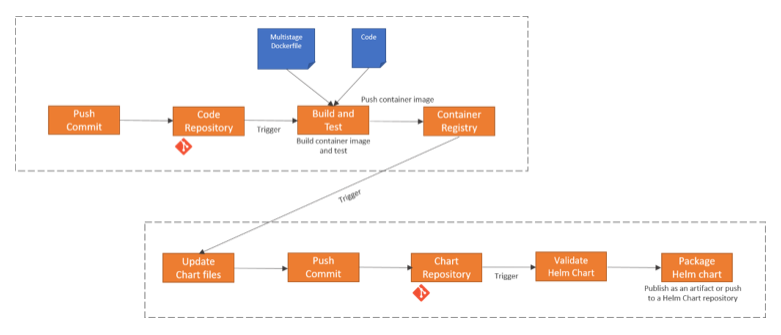 Multistage
Dockerfile
Code
Push container image
Push
Commit
Code
Repository
Trigger
Build and
Test
Container
Registry
Build container image
and test
Trigger
Update
Chart files
Push
Commit
Chart
Repository
Trigger
Validate
Helm Chart
Package
Helm chart
Publish as an artifact or push
to a Helm Chart repository